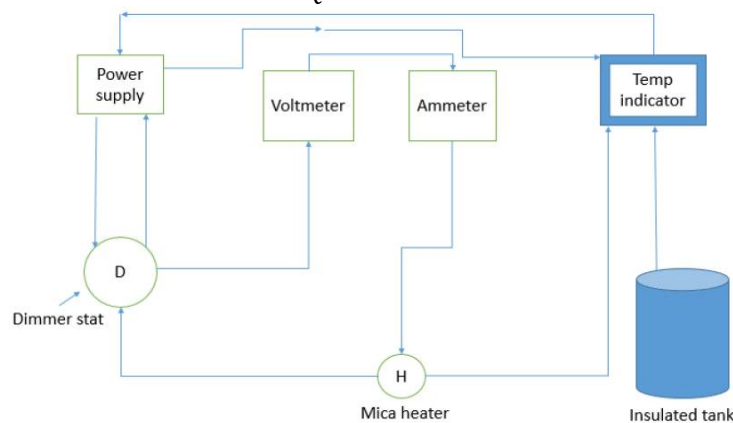 Power
supply
Voltmeter
Ammeter
Temp
indicator
D
Dimmer stat
H
Mica heater
Insulated tank